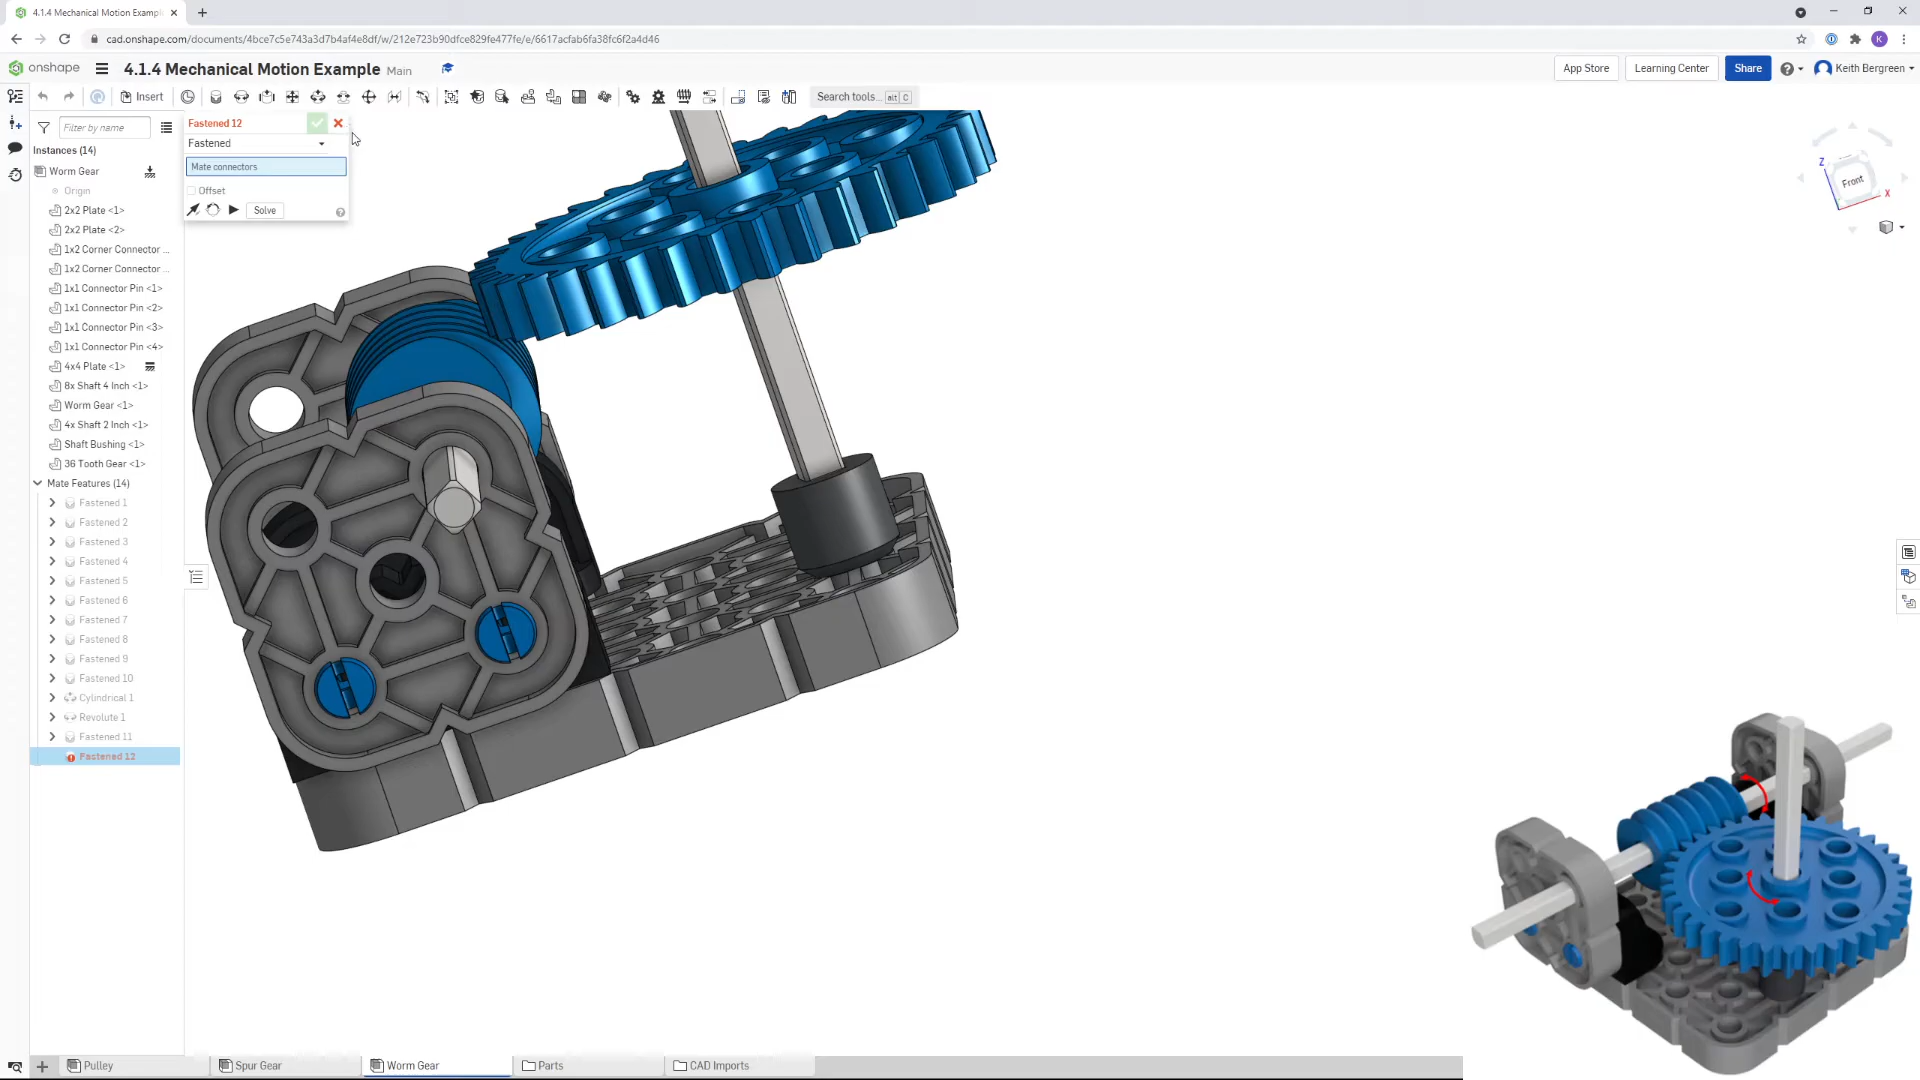 4.1.4 Mechanical Motion Exampl
cad.onshape.com/documents/4bce7c5e743a3d7b4af4e8df/w/212e723b90dfce829fe477fe/e/6617acfab6fa38fc6f2a4d46
K
onshape
4.1.4 Mechanical Motion Example Main
App Store
Learning Center
Share
Keith Bergreen
Insert
Search tools... alt C
Filter by name
Instances (14)
Worm Gear
Origin
2x2 Plate <1>
2x2 Plate <2>
1x2 Corner Connector ...
1x2 Corner Connector ...
1x1 Connector Pin <1>
1x1 Connector Pin <2>
1x1 Connector Pin <3>
1x1 Connector Pin <4>
4x4 Plate <1>
8x Shaft 4 Inch <1>
Worm Gear <1>
4x Shaft 2 Inch <1>
Shaft Bushing <1>
36 Tooth Gear <1>
Mate Features (14)
Fastened 1
Fastened 2
Fastened 3
Fastened 4
Fastened 5
Fastened 6
Fastened 7
Fastened 8
Fastened 9
Fastened 10
Cylindrical 1
Revolute 1
Fastened 11
Fastened 12
Fastened 12
Fastened
Mate connectors
Offset
Solve
Z
Front
X
Pulley
Spur Gear
Worm Gear
Parts
CAD Imports